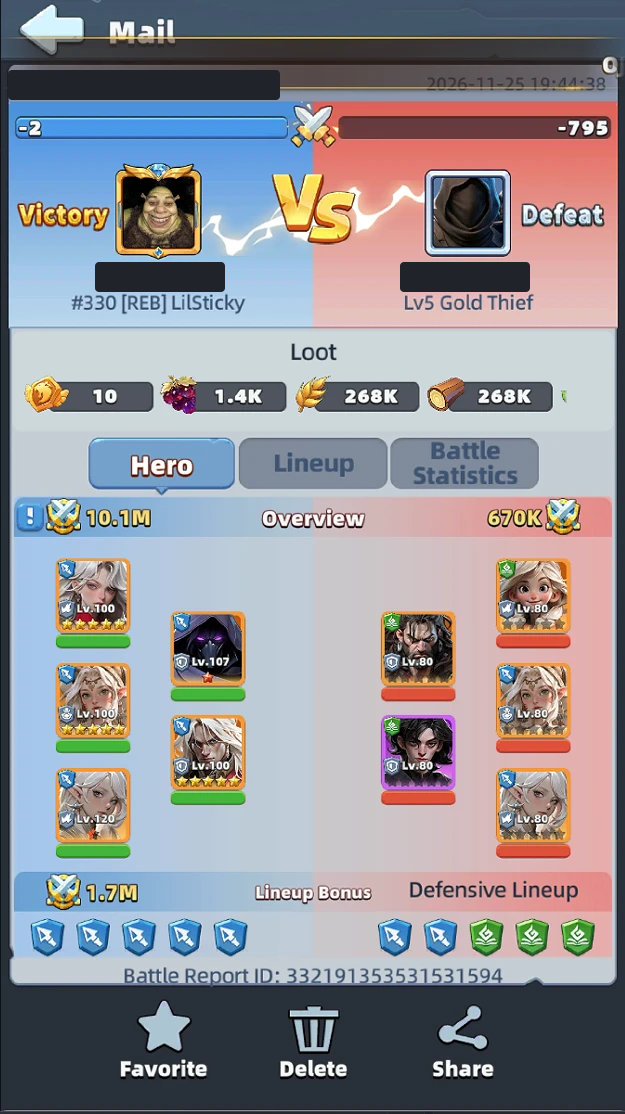 Mail
2026-11-25 19:44:38
-2
-795
Victory
VS
Defeat
#330 [REB] LilSticky
Lv5 Gold Thief
Loot
10
1.4K
268K
268K
Hero
Lineup
Battle Statistics
10.1M
Overview
670K
Lv.100
Lv.80
Lv.107
Lv.80
Lv.100
Lv.80
Lv.100
Lv.80
Lv.120
Lv.80
1.7M
Lineup Bonus
Defensive Lineup
Battle Report ID: 332191353531531594
Favorite
Delete
Share